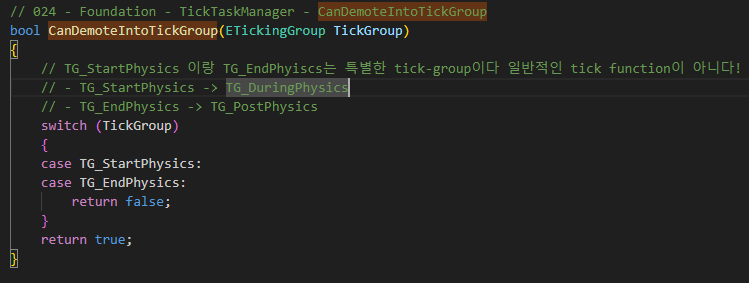 // 024 - Foundation - TickTaskManager - CanDemoteIntoTickGroup
bool CanDemoteIntoTickGroup(ETickingGroup TickGroup)
{
// TG_StartPhysics 이랑 TG_EndPhyiscs는 특별한 tick-group이다 일반적인 tick function이 아니다!
// - TG_StartPhysics -> TG_DuringPhysics
// - TG_EndPhysics -> TG_PostPhysics
switch (TickGroup)
{
case TG_StartPhysics:
case TG_EndPhysics:
return false;
}
return true;
}